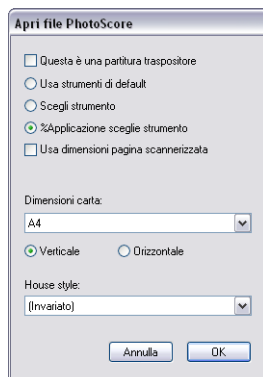 Apri file PhotoScore
Questa è una partitura traspositore
Usa strumenti di default
Scegli strumento
%Applicazione sceglie strumento
Usa dimensioni pagina scannerizzata
Dimensioni carta:
A4
Verticale Orizzontale
House style:
(Invariato)
Annulla OK